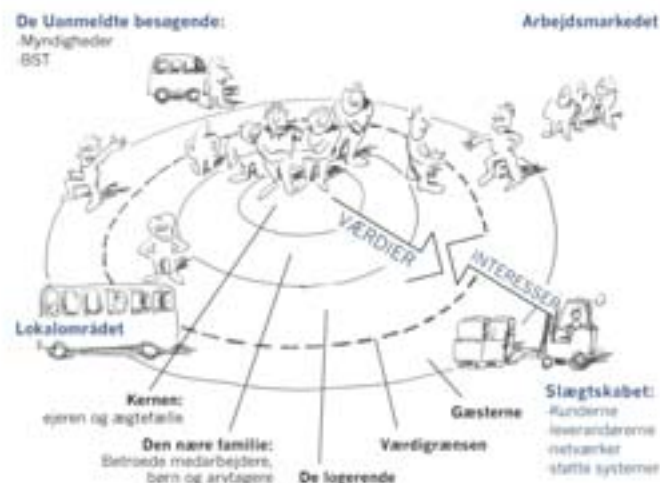 De Uanmeldte besøgende:
-Myndigheder
-BST
Arbejdsmarkedet
VÆRDIER
INTERESSER
Lokalområdet
Kernen:
ejeren og ægtefælle
Den nære familie:
Betroede medarbejdere,
børn og arvtagere
De logerende
Værdigrænsen
Gæsterne
Slægtskabet:
-Kunderne
-leverandørerne
-netværker
-støtte systemer